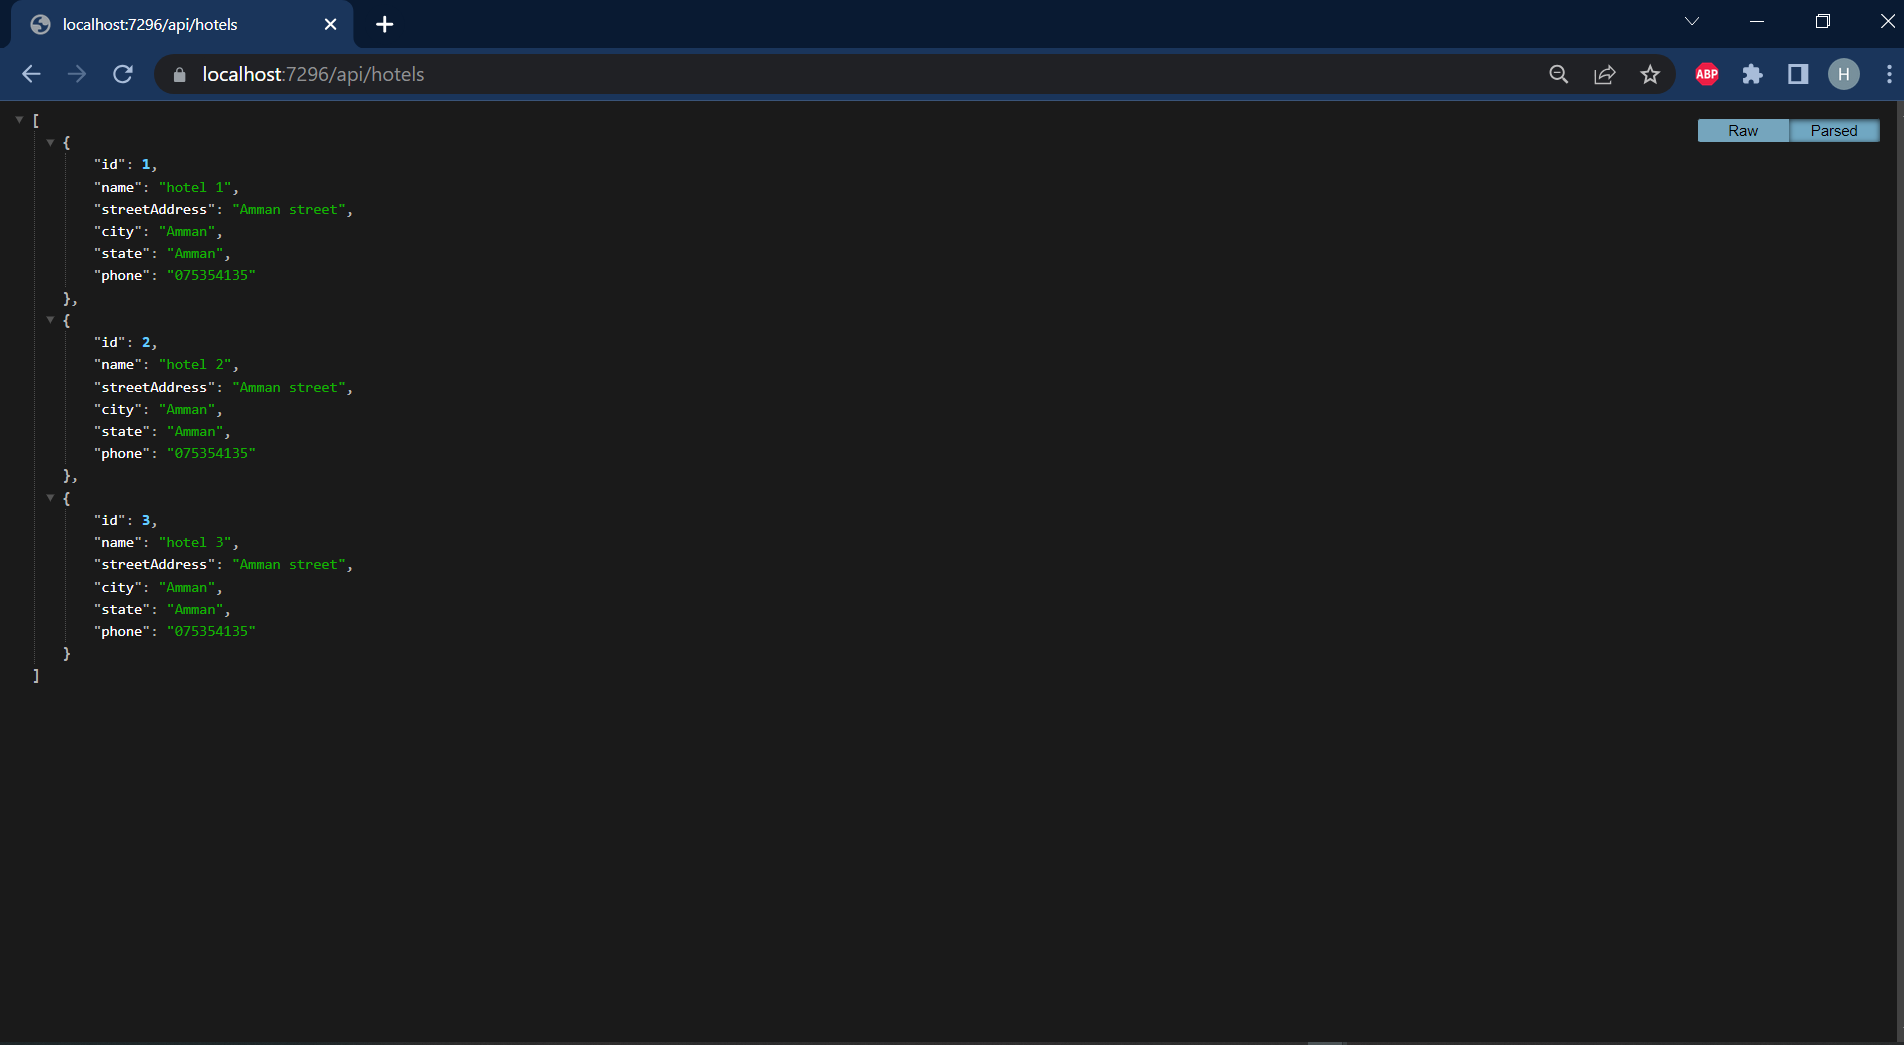 localhost:7296/api/hotels
localhost:7296/api/hotels
ABP
H
Raw
Parsed
[
{
"id": 1,
"name": "hotel 1",
"streetAddress": "Amman street",
"city": "Amman",
"state": "Amman",
"phone": "075354135"
},
{
"id": 2,
"name": "hotel 2",
"streetAddress": "Amman street",
"city": "Amman",
"state": "Amman",
"phone": "075354135"
},
{
"id": 3,
"name": "hotel 3",
"streetAddress": "Amman street",
"city": "Amman",
"state": "Amman",
"phone": "075354135"
}
]